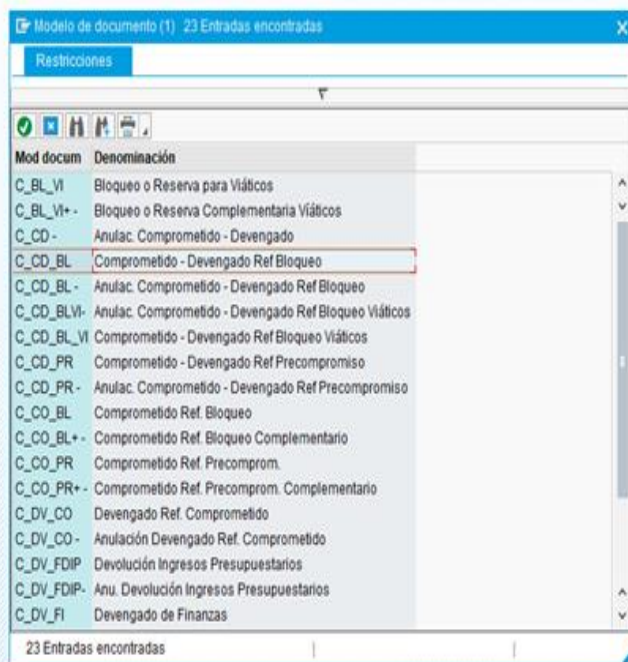 Modelo de documento (1) 23 Entradas encontradas
Restricciones
Mod docum Denominación
C_BL_VI Bloqueo o Reserva para Viáticos
C_BL_VI+ - Bloqueo o Reserva Complementaria Viáticos
C_CD - Anulac. Comprometido - Devengado
C_CD_BL Comprometido - Devengado Ref Bloqueo
C_CD_BL - Anulac. Comprometido - Devengado Ref Bloqueo
C_CD_BLVI- Anulac. Comprometido - Devengado Ref Bloqueo Viáticos
C_CD_BL_VI Comprometido - Devengado Ref Bloqueo Viáticos
C_CD_PR Comprometido - Devengado Ref Precompromiso
C_CD_PR - Anulac. Comprometido - Devengado Ref Precompromiso
C_CO_BL Comprometido Ref. Bloqueo
C_CO_BL+ - Comprometido Ref. Bloqueo Complementario
C_CO_PR Comprometido Ref. Precomprom.
C_CO_PR+ - Comprometido Ref. Precomprom. Complementario
C_DV_CO Devengado Ref. Comprometido
C_DV_CO - Anulación Devengado Ref. Comprometido
C_DV_FDIP Devolución Ingresos Presupuestarios
C_DV_FDIP- Anu. Devolución Ingresos Presupuestarios
C_DV_FI Devengado de Finanzas
23 Entradas encontradas